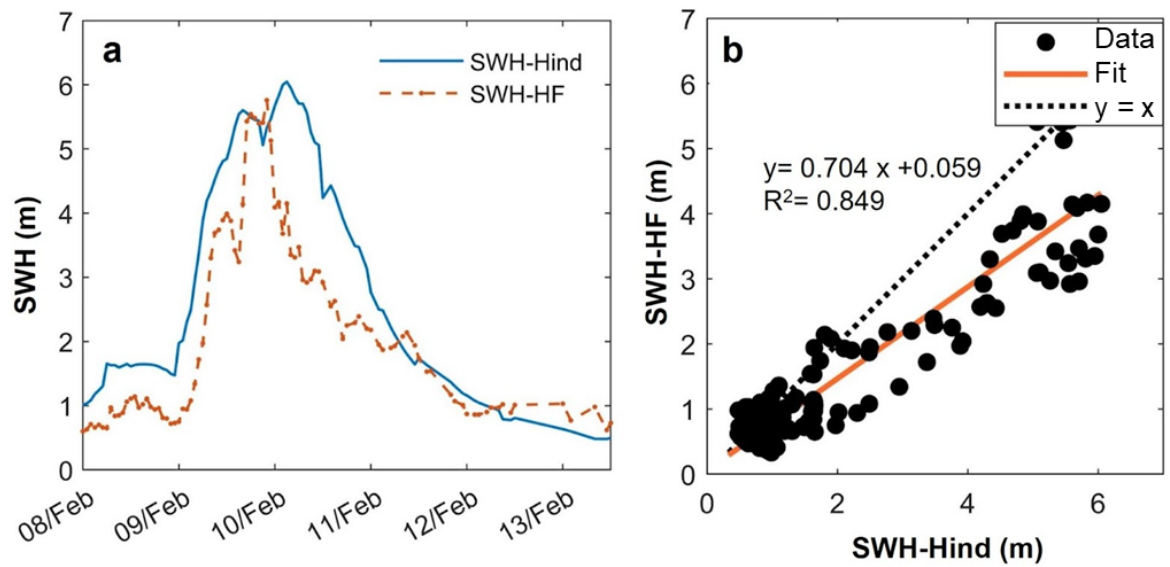 a
SWH-Hind
SWH-HF
SWH (m)
7
6
5
4
3
2
1
0
08/Feb
09/Feb
10/Feb
11/Feb
12/Feb
13/Feb
b
Data
Fit
y = x
y= 0.704 x +0.059
R²= 0.849
SWH-HF (m)
7
6
5
4
3
2
1
0
0
2
4
6
SWH-Hind (m)